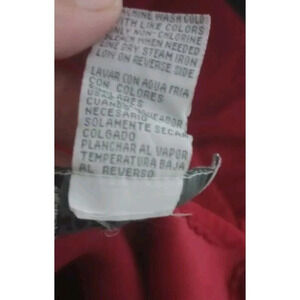 MACHINE WASH COLD
WITH LIKE COLORS
ONLY NON-CHLORINE
BLEACH WHEN NEEDED
LINE DRY STEAM IRON
LOW ON REVERSE SIDE
LAVAR CON AGUA FRIA
CON COLORES
CUANDO
NECESARIO
SOLAMENTE SECAR
COLGADO
PLANCHAR AL VAPOR
TEMPERATURA BAJA
AL REVERSO